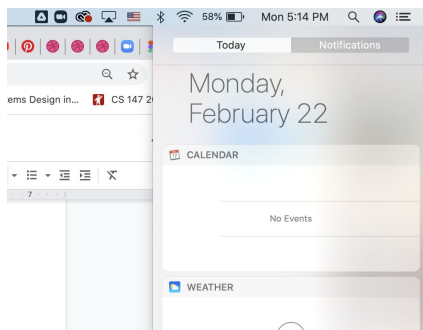 58% Mon 5:14 PM
Today Notifications
ems Design in... CS 147 2
Monday,
February 22
7
CALENDAR
No Events
WEATHER